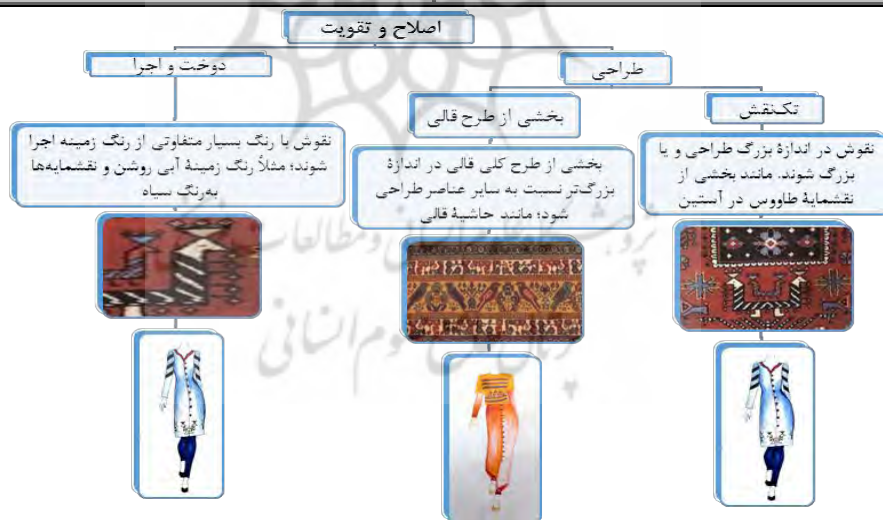 اصلاح و تقویت
طراحی
دوخت و اجرا
تک‌نقش
بخشی از طرح قالی
نقوش در اندازهٔ بزرگ طراحی و یا
بزرگ شوند. مانند بخشی از
نقشمایهٔ طاووس در آستین
بخشی از طرح کلی قالی در اندازهٔ
بزرگ‌تر نسبت به سایر عناصر طراحی
شود؛ مانند حاشیهٔ قالی
نقوش با رنگ بسیار متفاوتی از رنگ زمینه اجرا
شوند؛ مثلاً رنگ زمینهٔ آبی روشن و نقشمایه‌ها
به‌رنگ سیاه